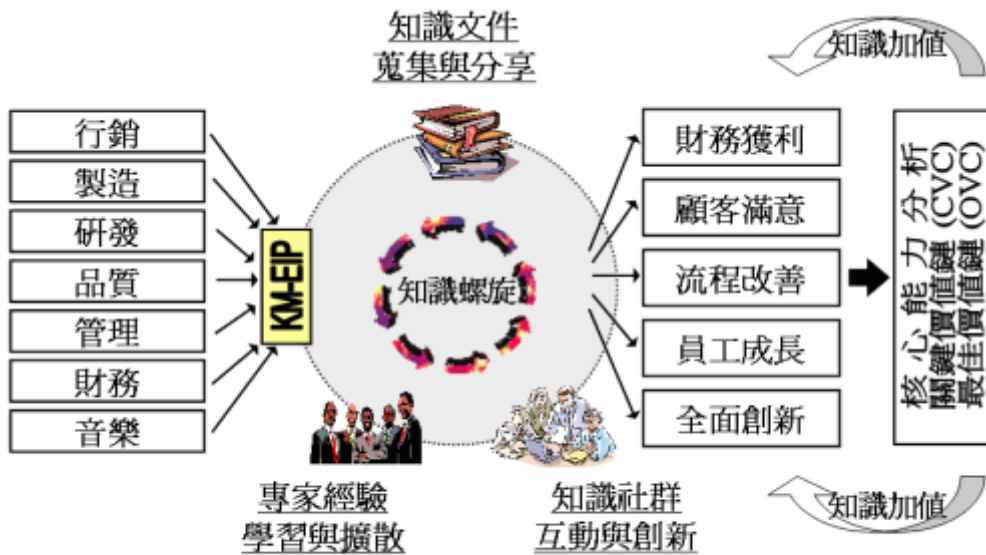 知識文件
蒐集與分享
知識加值
行銷
製造
研發
品質
管理
財務
音樂
KM-EIP
知識螺旋
財務獲利
顧客滿意
流程改善
員工成長
全面創新
核心能力分析
關鍵價值鏈(CVC)
最佳價值鏈(OVC)
專家經驗
學習與擴散
知識社群
互動與創新
知識加值